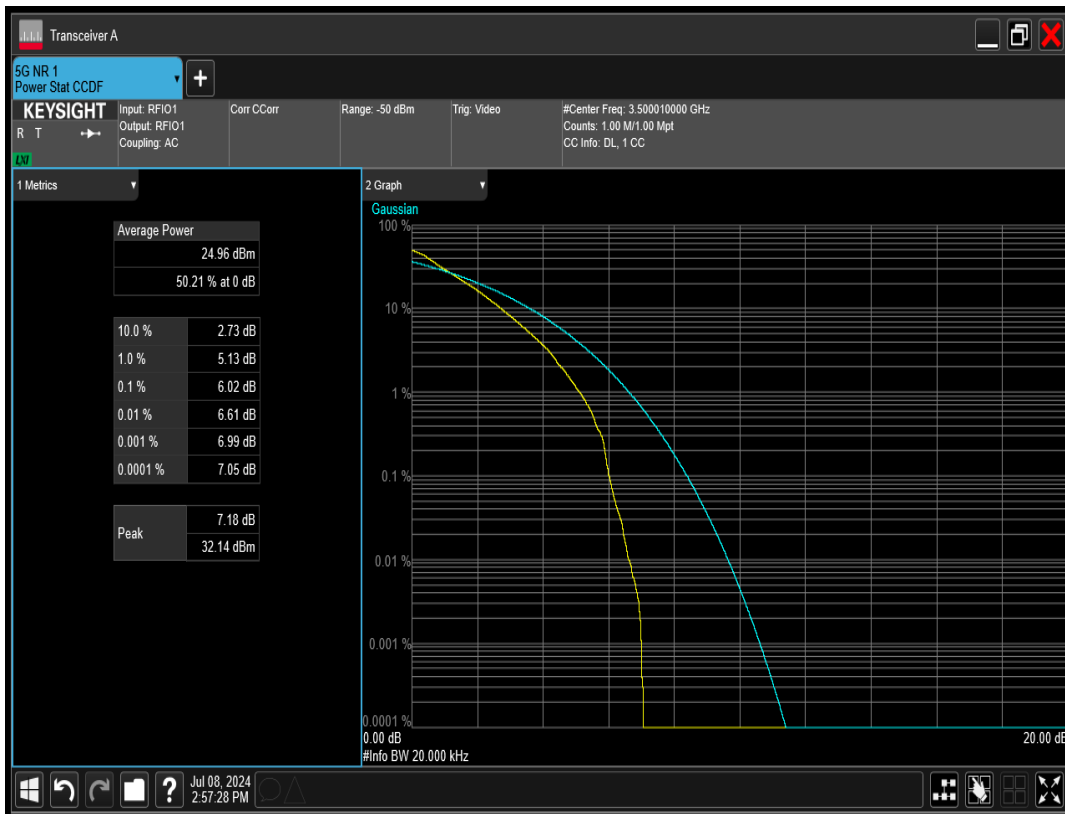 Transceiver A
5G NR 1
Power Stat CCDF
+
KEYSIGHT
R T
LXI
Input: RFIO1
Output: RFIO1
Coupling: AC
Corr CCorr
Range: -50 dBm
Trig: Video
#Center Freq: 3.500010000 GHz
Counts: 1.00 M/1.00 Mpt
CC Info: DL, 1 CC
1 Metrics
Average Power
24.96 dBm
50.21 % at 0 dB
10.0 % 2.73 dB
1.0 % 5.13 dB
0.1 % 6.02 dB
0.01 % 6.61 dB
0.001 % 6.99 dB
0.0001 % 7.05 dB
Peak 7.18 dB
32.14 dBm
2 Graph
Gaussian
100 %
10 %
1 %
0.1 %
0.01 %
0.001 %
0.0001 %
0.00 dB 20.00 dB
#Info BW 20.000 kHz
?
Jul 08, 2024
2:57:28 PM